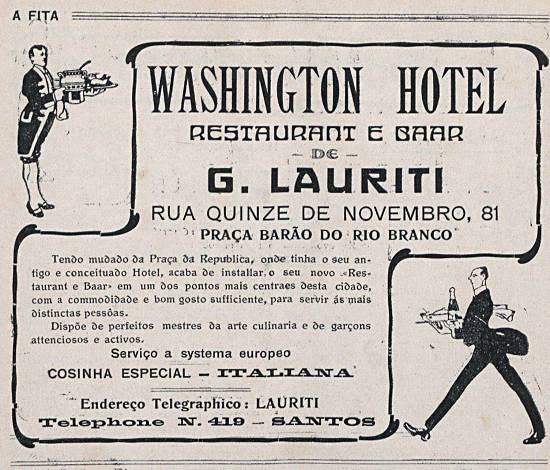 A FITA
WASHINGTON HOTEL
RESTAURANT E BAAR
— DE —
G. LAURITI
RUA QUINZE DE NOVEMBRO, 81
PRAÇA BARÃO DO RIO BRANCO
Tendo mudado da Praça da Republica, onde tinha o seu an-
tigo e conceituado Hotel, acaba de installar o seu novo «Res-
taurant e Baar» em um dos pontos mais centraes desta cidade,
com a commodidade e bom gosto sufficiente, para servir ás mais
distinctas pessôas.
Dispõe de perfeitos mestres da arte culinaria e de garçons
attenciosos e activos.
Serviço a systema europeo
COSINHA ESPECIAL — ITALIANA
Endereço Telegraphico: LAURITI
Telephone N. 419 — SANTOS